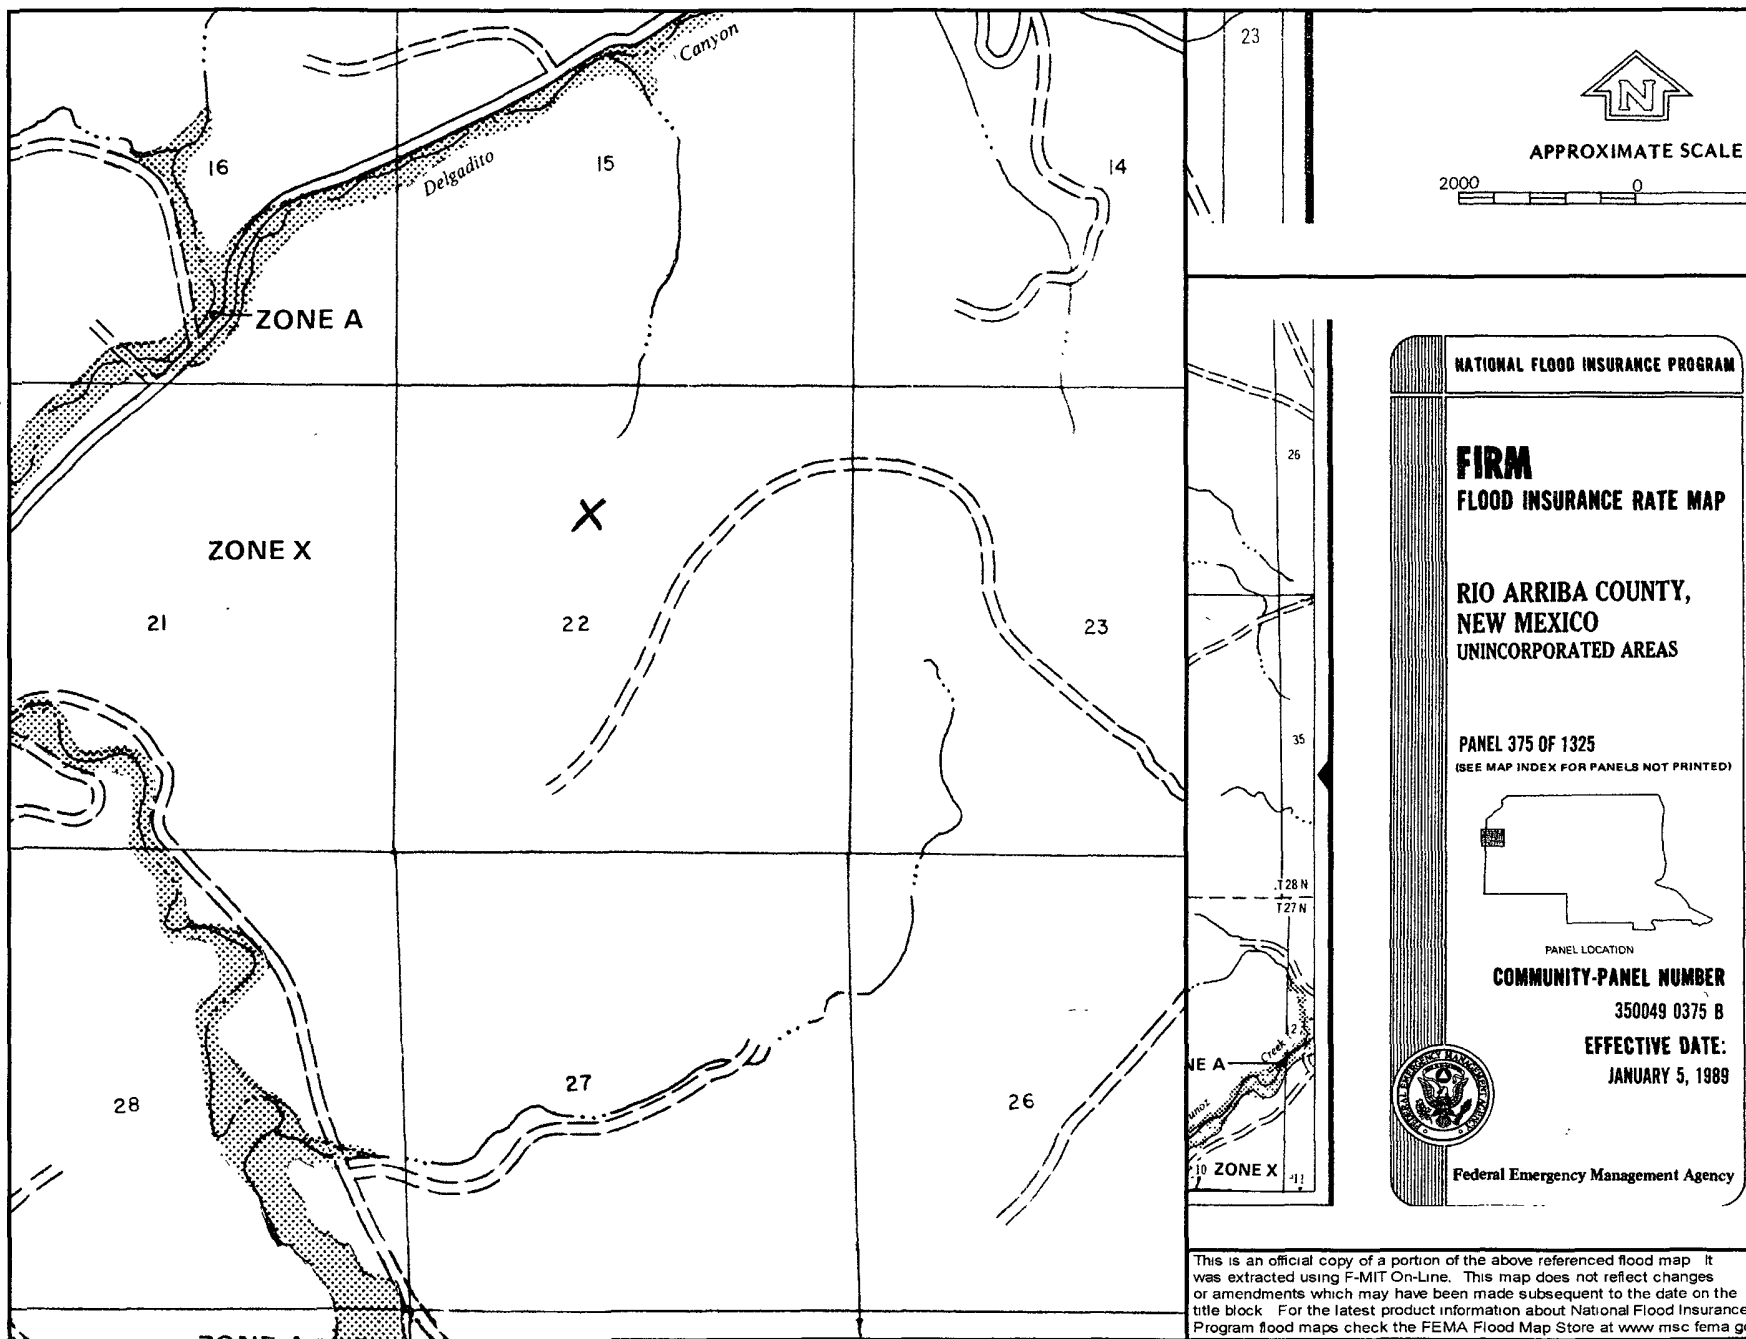 Canyon
23
N
APPROXIMATE SCALE
2000 0
16
15
14
Delgadito
ZONE A
NATIONAL FLOOD INSURANCE PROGRAM
FIRM
FLOOD INSURANCE RATE MAP
26
X
ZONE X
RIO ARRIBA COUNTY,
NEW MEXICO
UNINCORPORATED AREAS
21
22
23
35
PANEL 375 OF 1325
(SEE MAP INDEX FOR PANELS NOT PRINTED)
T28N
T27N
PANEL LOCATION
COMMUNITY-PANEL NUMBER
350049 0375 B
EFFECTIVE DATE:
JANUARY 5, 1989
2
Creek
NE A
28
27
26
10 ZONE X 11
FEDERAL EMERGENCY MANAGEMENT AGENCY
Federal Emergency Management Agency
This is an official copy of a portion of the above referenced flood map It
was extracted using F-MIT On-Line. This map does not reflect changes
or amendments which may have been made subsequent to the date on the
title block For the latest product information about National Flood Insurance
Program flood maps check the FEMA Flood Map Store at www msc fema go